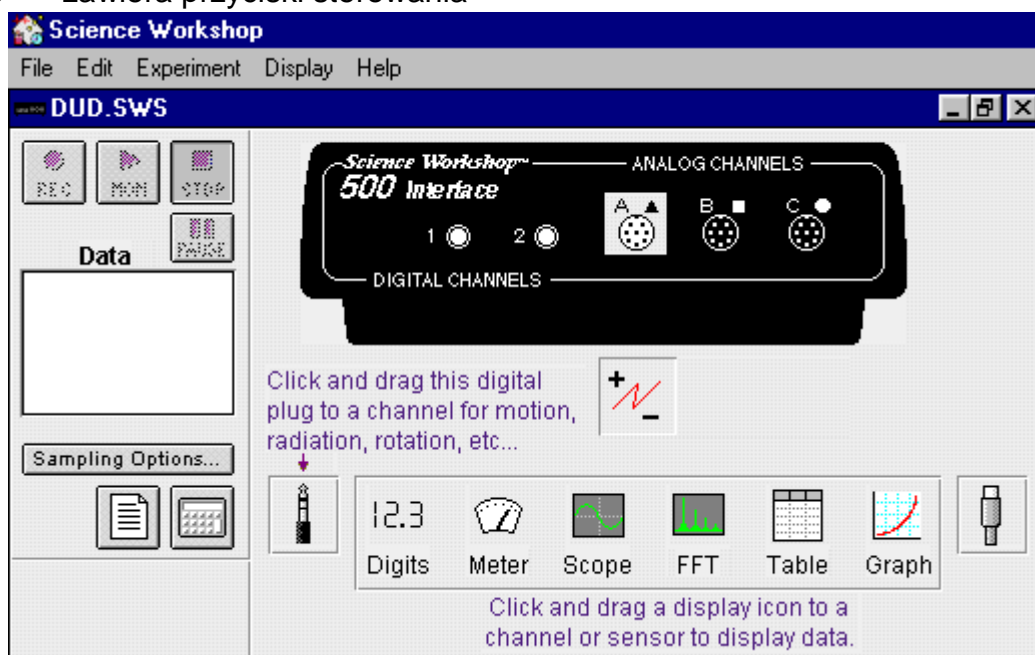 zawiera przyciski sterowania
Science Workshop
File Edit Experiment Display Help
DUD.SWS
REC MON STOP
PAUSE
Data
Science Workshop™ ANALOG CHANNELS
500 Interface
A B C
1 2
DIGITAL CHANNELS
Click and drag this digital
plug to a channel for motion,
radiation, rotation, etc...
Sampling Options...
12.3
Digits Meter Scope FFT Table Graph
Click and drag a display icon to a
channel or sensor to display data.